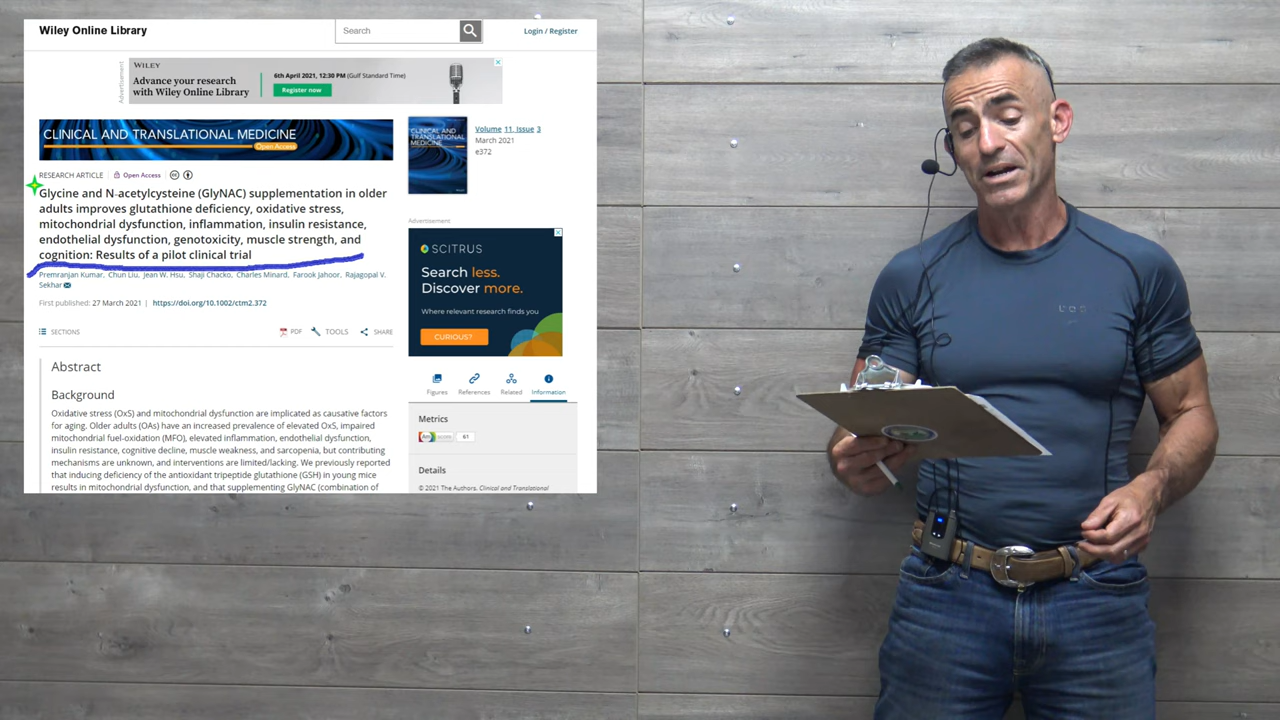 Wiley Online Library
Search
Login / Register
Advertisement
WILEY
Advance your research
with Wiley Online Library
6th April 2021, 12:30 PM (Gulf Standard Time)
Register now
CLINICAL AND TRANSLATIONAL MEDICINE
Open Access
CLINICAL AND
TRANSLATIONAL
MEDICINE
Volume 11, Issue 3
March 2021
e372
RESEARCH ARTICLE
Open Access
Glycine and N-acetylcysteine (GlyNAC) supplementation in older
adults improves glutathione deficiency, oxidative stress,
mitochondrial dysfunction, inflammation, insulin resistance,
endothelial dysfunction, genotoxicity, muscle strength, and
cognition: Results of a pilot clinical trial
Premranjan Kumar, Chun Liu, Jean W. Hsu, Shaji Chacko, Charles Minard, Farook Jahoor, Rajagopal V.
Sekhar
First published: 27 March 2021 | https://doi.org/10.1002/ctm2.372
SECTIONS
PDF
TOOLS
SHARE
Advertisement
SCITRUS
Search less.
Discover more.
Where relevant research finds you
CURIOUS?
Figures
References
Related
Information
Metrics
Am
score
61
Details
© 2021 The Authors. Clinical and Translational
Abstract
Background
Oxidative stress (OxS) and mitochondrial dysfunction are implicated as causative factors
for aging. Older adults (OAs) have an increased prevalence of elevated OxS, impaired
mitochondrial fuel-oxidation (MFO), elevated inflammation, endothelial dysfunction,
insulin resistance, cognitive decline, muscle weakness, and sarcopenia, but contributing
mechanisms are unknown, and interventions are limited/lacking. We previously reported
that inducing deficiency of the antioxidant tripeptide glutathione (GSH) in young mice
results in mitochondrial dysfunction, and that supplementing GlyNAC (combination of